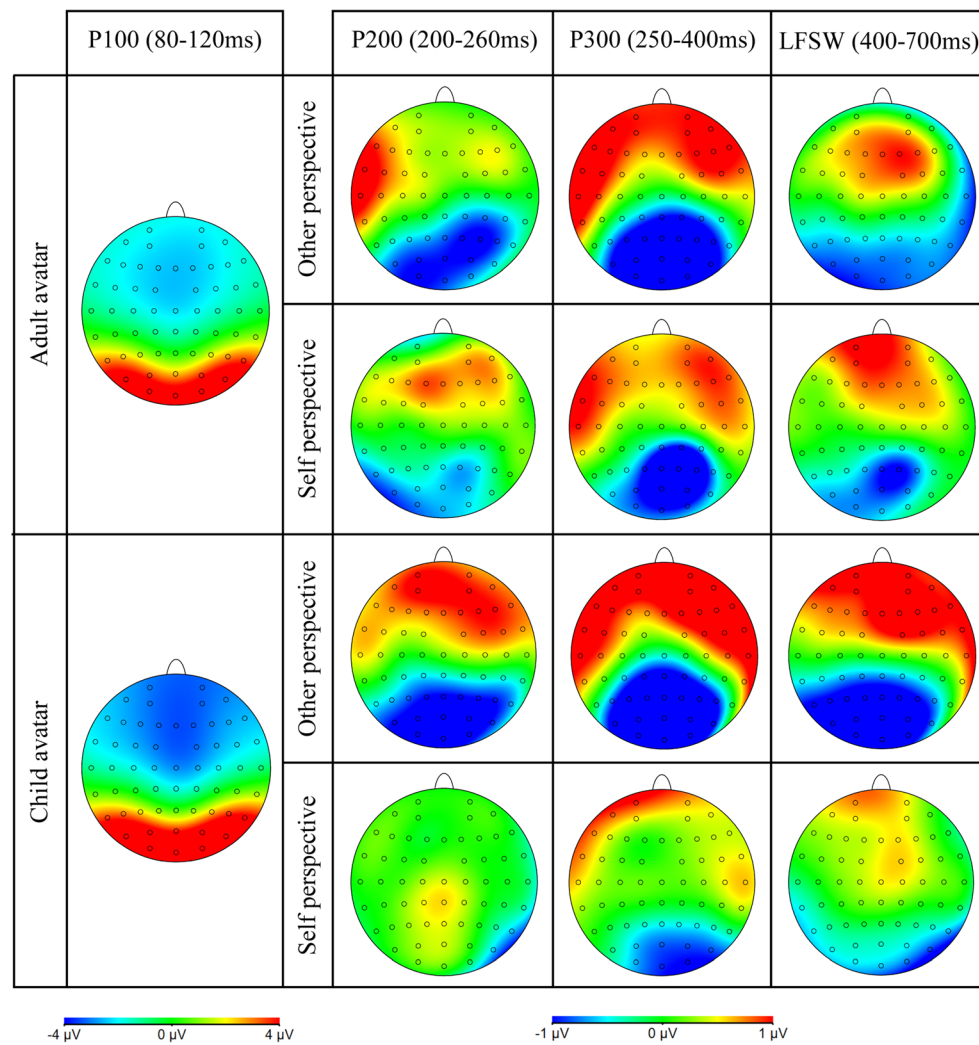 P100 (80-120ms)
P200 (200-260ms)
P300 (250-400ms)
LFSW (400-700ms)
Adult avatar
Other perspective
Self perspective
Child avatar
Other perspective
Self perspective
-4 µV
0 µV
4 µV
-1 µV
0 µV
1 µV